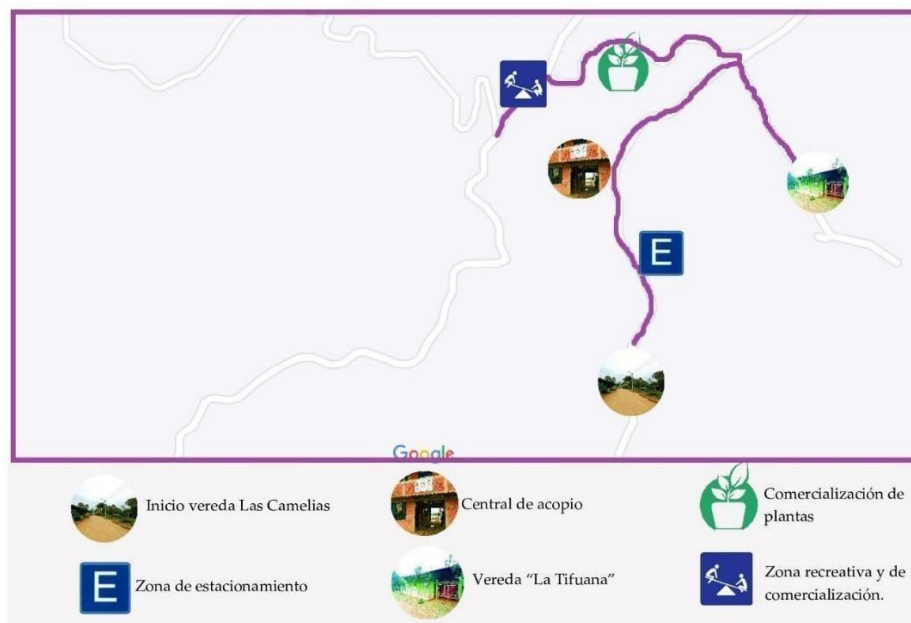 E
Google
Inicio vereda Las Camelias
Central de acopio
Comercialización de
plantas
E
Zona de estacionamiento
Vereda “La Tifuana”
Zona recreativa y de
comercialización.